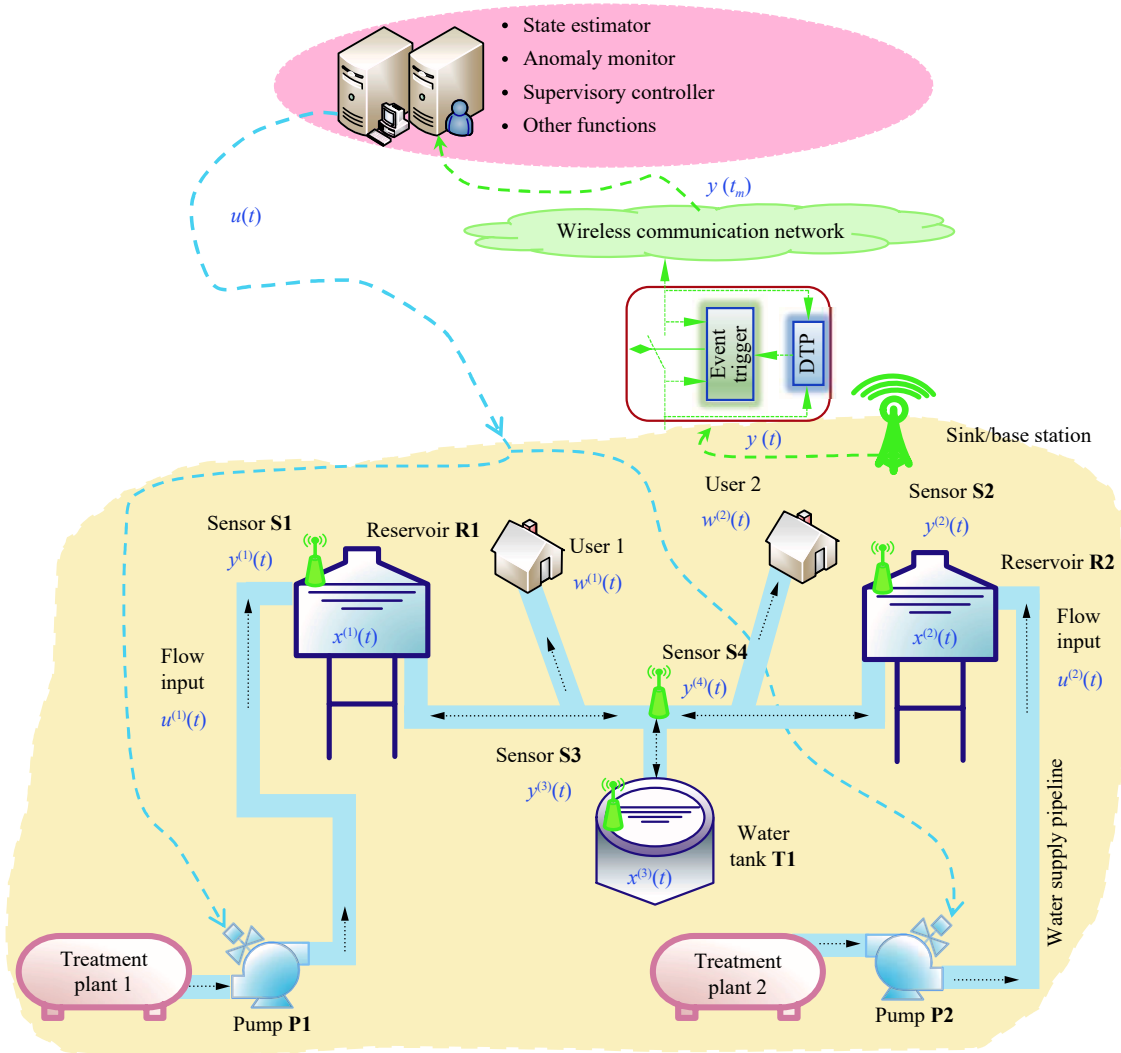 • State estimator
• Anomaly monitor
• Supervisory controller
• Other functions
y (tₘ)
u(t)
Wireless communication network
Event
trigger
DTP
y (t)
Sink/base station
User 2
w⁽²⁾(t)
Sensor S2
y⁽²⁾(t)
Sensor S1
y⁽¹⁾(t)
Reservoir R1
User 1
w⁽¹⁾(t)
Reservoir R2
x⁽¹⁾(t)
x⁽²⁾(t)
Flow
input
u⁽¹⁾(t)
Sensor S4
y⁽⁴⁾(t)
Flow
input
u⁽²⁾(t)
Sensor S3
y⁽³⁾(t)
Water
tank T1
x⁽³⁾(t)
Water supply pipeline
Treatment
plant 1
Pump P1
Treatment
plant 2
Pump P2